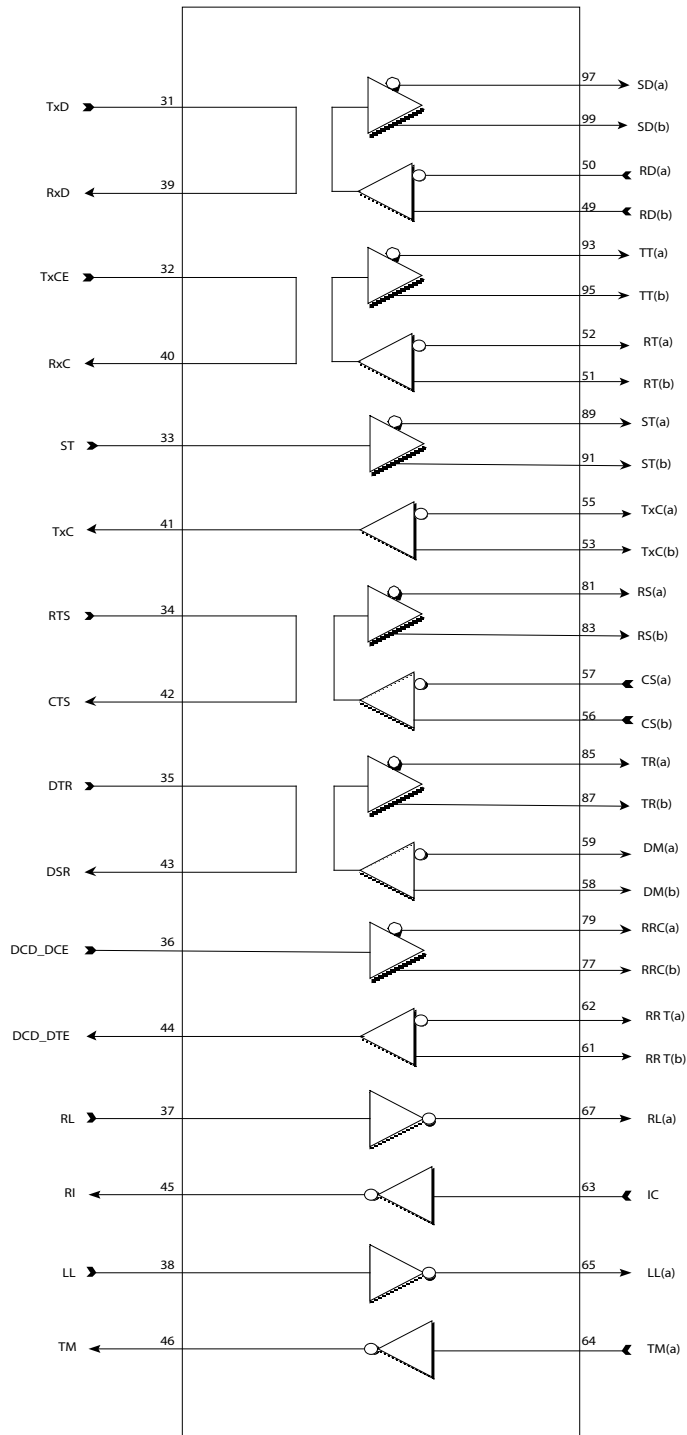 TxD 31 97 SD(a)
99 SD(b)
RxD 39 50 RD(a)
49 RD(b)
TxCE 32 93 TT(a)
95 TT(b)
RxC 40 52 RT(a)
51 RT(b)
ST 33 89 ST(a)
91 ST(b)
TxC 41 55 TxC(a)
53 TxC(b)
RTS 34 81 RS(a)
83 RS(b)
CTS 42 57 CS(a)
56 CS(b)
DTR 35 85 TR(a)
87 TR(b)
DSR 43 59 DM(a)
58 DM(b)
DCD_DCE 36 79 RRC(a)
77 RRC(b)
DCD_DTE 44 62 RR T(a)
61 RR T(b)
RL 37 67 RL(a)
RI 45 63 IC
LL 38 65 LL(a)
TM 46 64 TM(a)